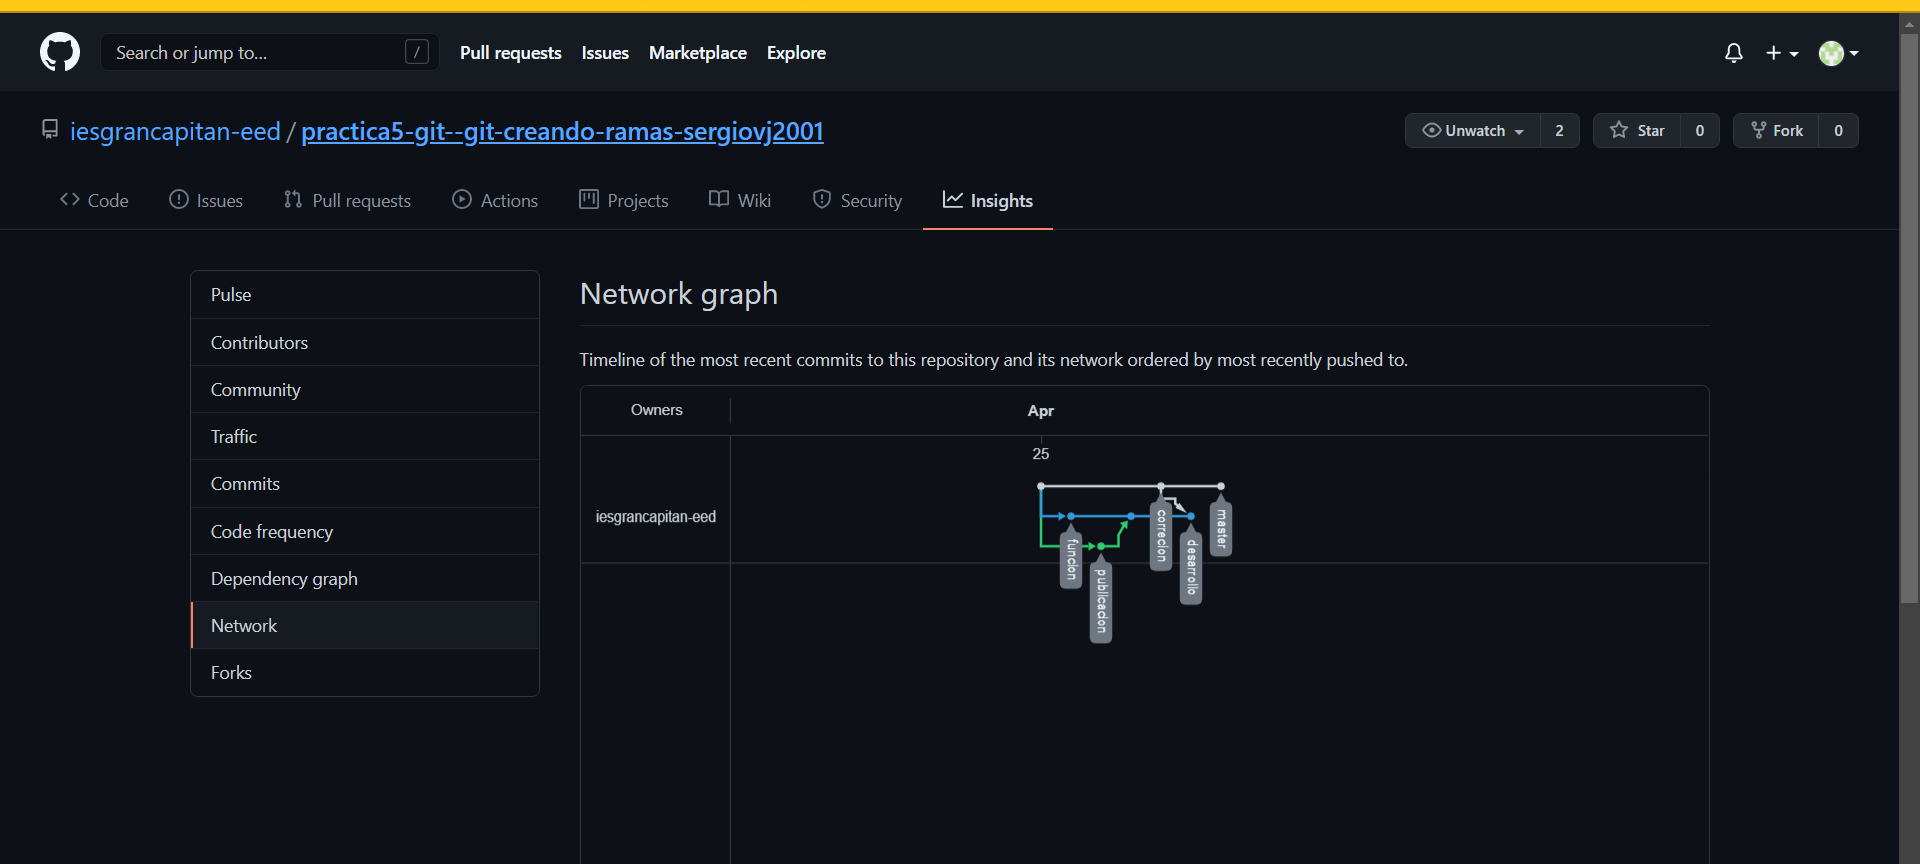 Search or jump to... /
Pull requests Issues Marketplace Explore
iesgrancapitan-eed / practica5-git--git-creando-ramas-sergiovj2001
Unwatch 2 Star 0 Fork 0
Code Issues Pull requests Actions Projects Wiki Security Insights
Pulse
Contributors
Community
Traffic
Commits
Code frequency
Dependency graph
Network
Forks
Network graph
Timeline of the most recent commits to this repository and its network ordered by most recently pushed to.
Owners Apr
25
iesgrancapitan-eed
funcion
publicacion
correcion
desarrollo
master